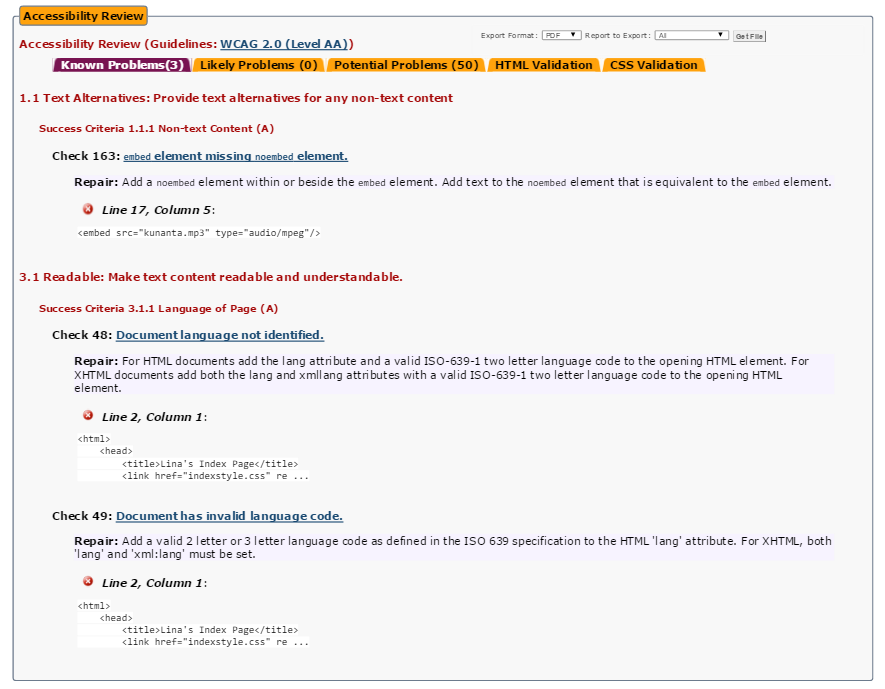 Accessibility Review
Accessibility Review (Guidelines: WCAG 2.0 (Level AA))
Export Format: PDF Report to Export: All Get File
Known Problems(3) Likely Problems (0) Potential Problems (50) HTML Validation CSS Validation
1.1 Text Alternatives: Provide text alternatives for any non-text content
Success Criteria 1.1.1 Non-text Content (A)
Check 163: embed element missing noembed element.
Repair: Add a noembed element within or beside the embed element. Add text to the noembed element that is equivalent to the embed element.
Line 17, Column 5:
<embed src="kunanta.mp3" type="audio/mpeg"/>
3.1 Readable: Make text content readable and understandable.
Success Criteria 3.1.1 Language of Page (A)
Check 48: Document language not identified.
Repair: For HTML documents add the lang attribute and a valid ISO-639-1 two letter language code to the opening HTML element. For
XHTML documents add both the lang and xmllang attributes with a valid ISO-639-1 two letter language code to the opening HTML
element.
Line 2, Column 1:
<html>
<head>
<title>Lina's Index Page</title>
<link href="indexstyle.css" re ...
Check 49: Document has invalid language code.
Repair: Add a valid 2 letter or 3 letter language code as defined in the ISO 639 specification to the HTML 'lang' attribute. For XHTML, both
'lang' and 'xml:lang' must be set.
Line 2, Column 1:
<html>
<head>
<title>Lina's Index Page</title>
<link href="indexstyle.css" re ...